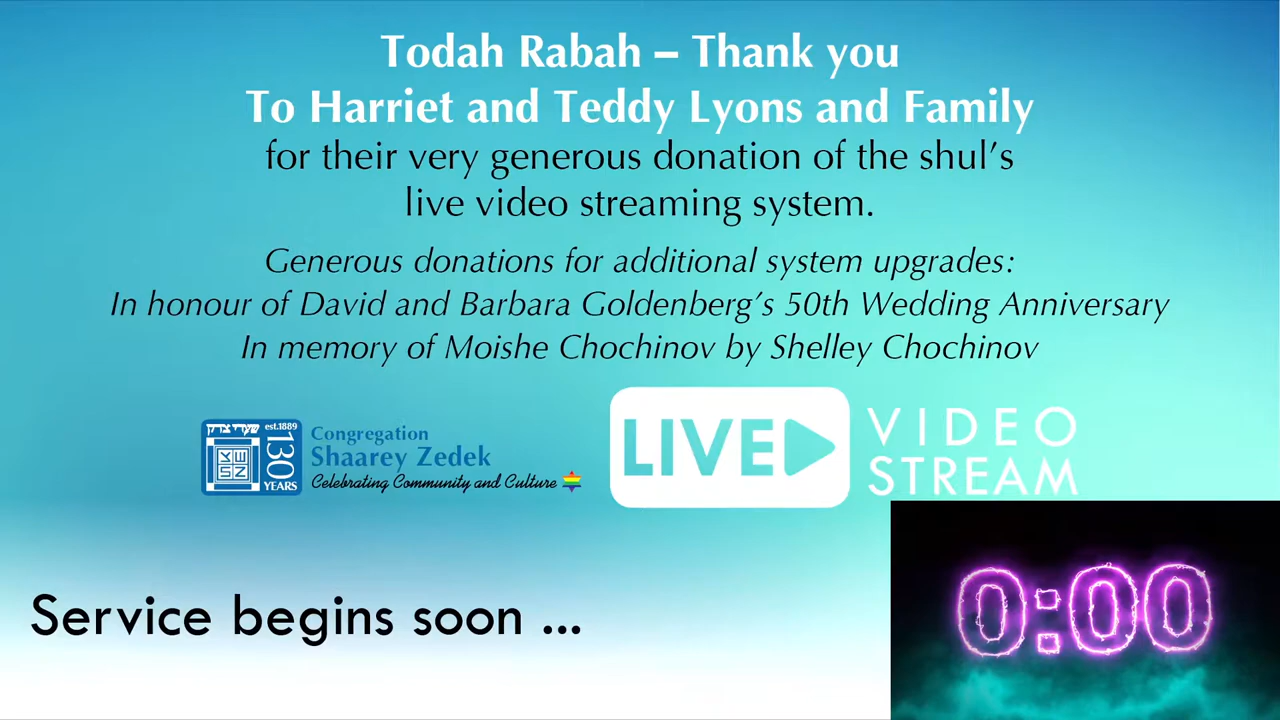 Todah Rabah – Thank you
To Harriet and Teddy Lyons and Family
for their very generous donation of the shul's
live video streaming system.
Generous donations for additional system upgrades:
In honour of David and Barbara Goldenberg's 50th Wedding Anniversary
In memory of Moishe Chochinov by Shelley Chochinov
שערי צדק
est.1889
130
YEARS
Congregation
Shaarey Zedek
Celebrating Community and Culture
LIVE
VIDEO
STREAM
Service begins soon ...
0:00